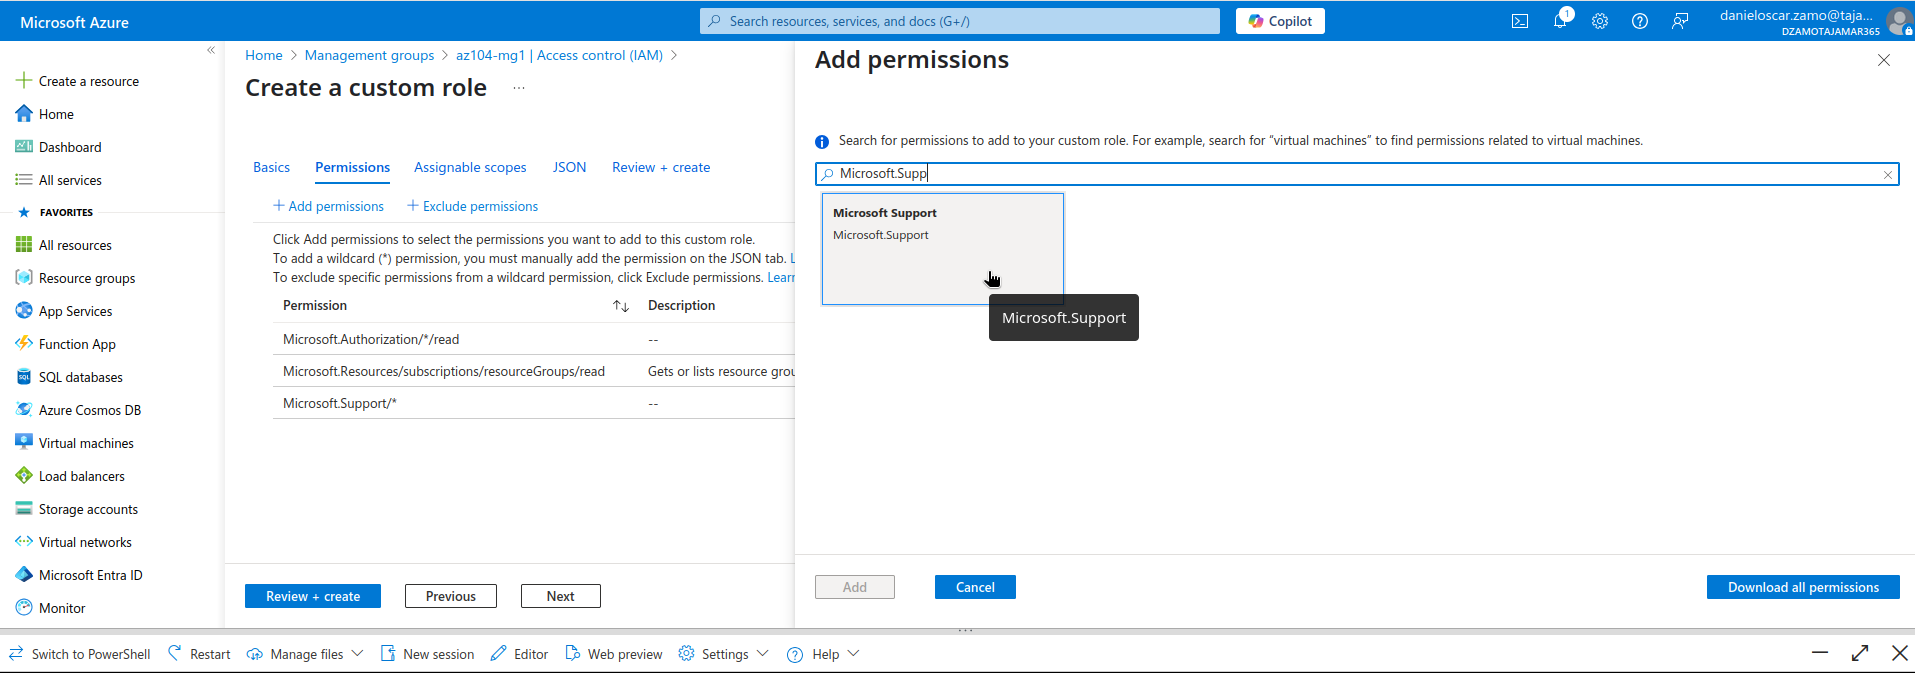 Microsoft Azure
Search resources, services, and docs (G+/)
Copilot
1
danieloscar.zamo@taja...
DZAMOTAJAMAR365
«
Create a resource
Home
Dashboard
All services
FAVORITES
All resources
Resource groups
App Services
Function App
SQL databases
Azure Cosmos DB
Virtual machines
Load balancers
Storage accounts
Virtual networks
Microsoft Entra ID
Monitor
Home > Management groups > az104-mg1 | Access control (IAM) >
Create a custom role ...
Basics Permissions Assignable scopes JSON Review + create
+ Add permissions + Exclude permissions
Click Add permissions to select the permissions you want to add to this custom role.
To add a wildcard (*) permission, you must manually add the permission on the JSON tab. L
To exclude specific permissions from a wildcard permission, click Exclude permissions. Learn
Permission ↑↓ Description
Microsoft.Authorization/*/read --
Microsoft.Resources/subscriptions/resourceGroups/read Gets or lists resource grou
Microsoft.Support/* --
Review + create Previous Next
Add permissions
Search for permissions to add to your custom role. For example, search for “virtual machines” to find permissions related to virtual machines.
Microsoft.Supp
Microsoft Support
Microsoft.Support
Microsoft.Support
Add Cancel Download all permissions
...
Switch to PowerShell Restart Manage files New session Editor Web preview Settings Help